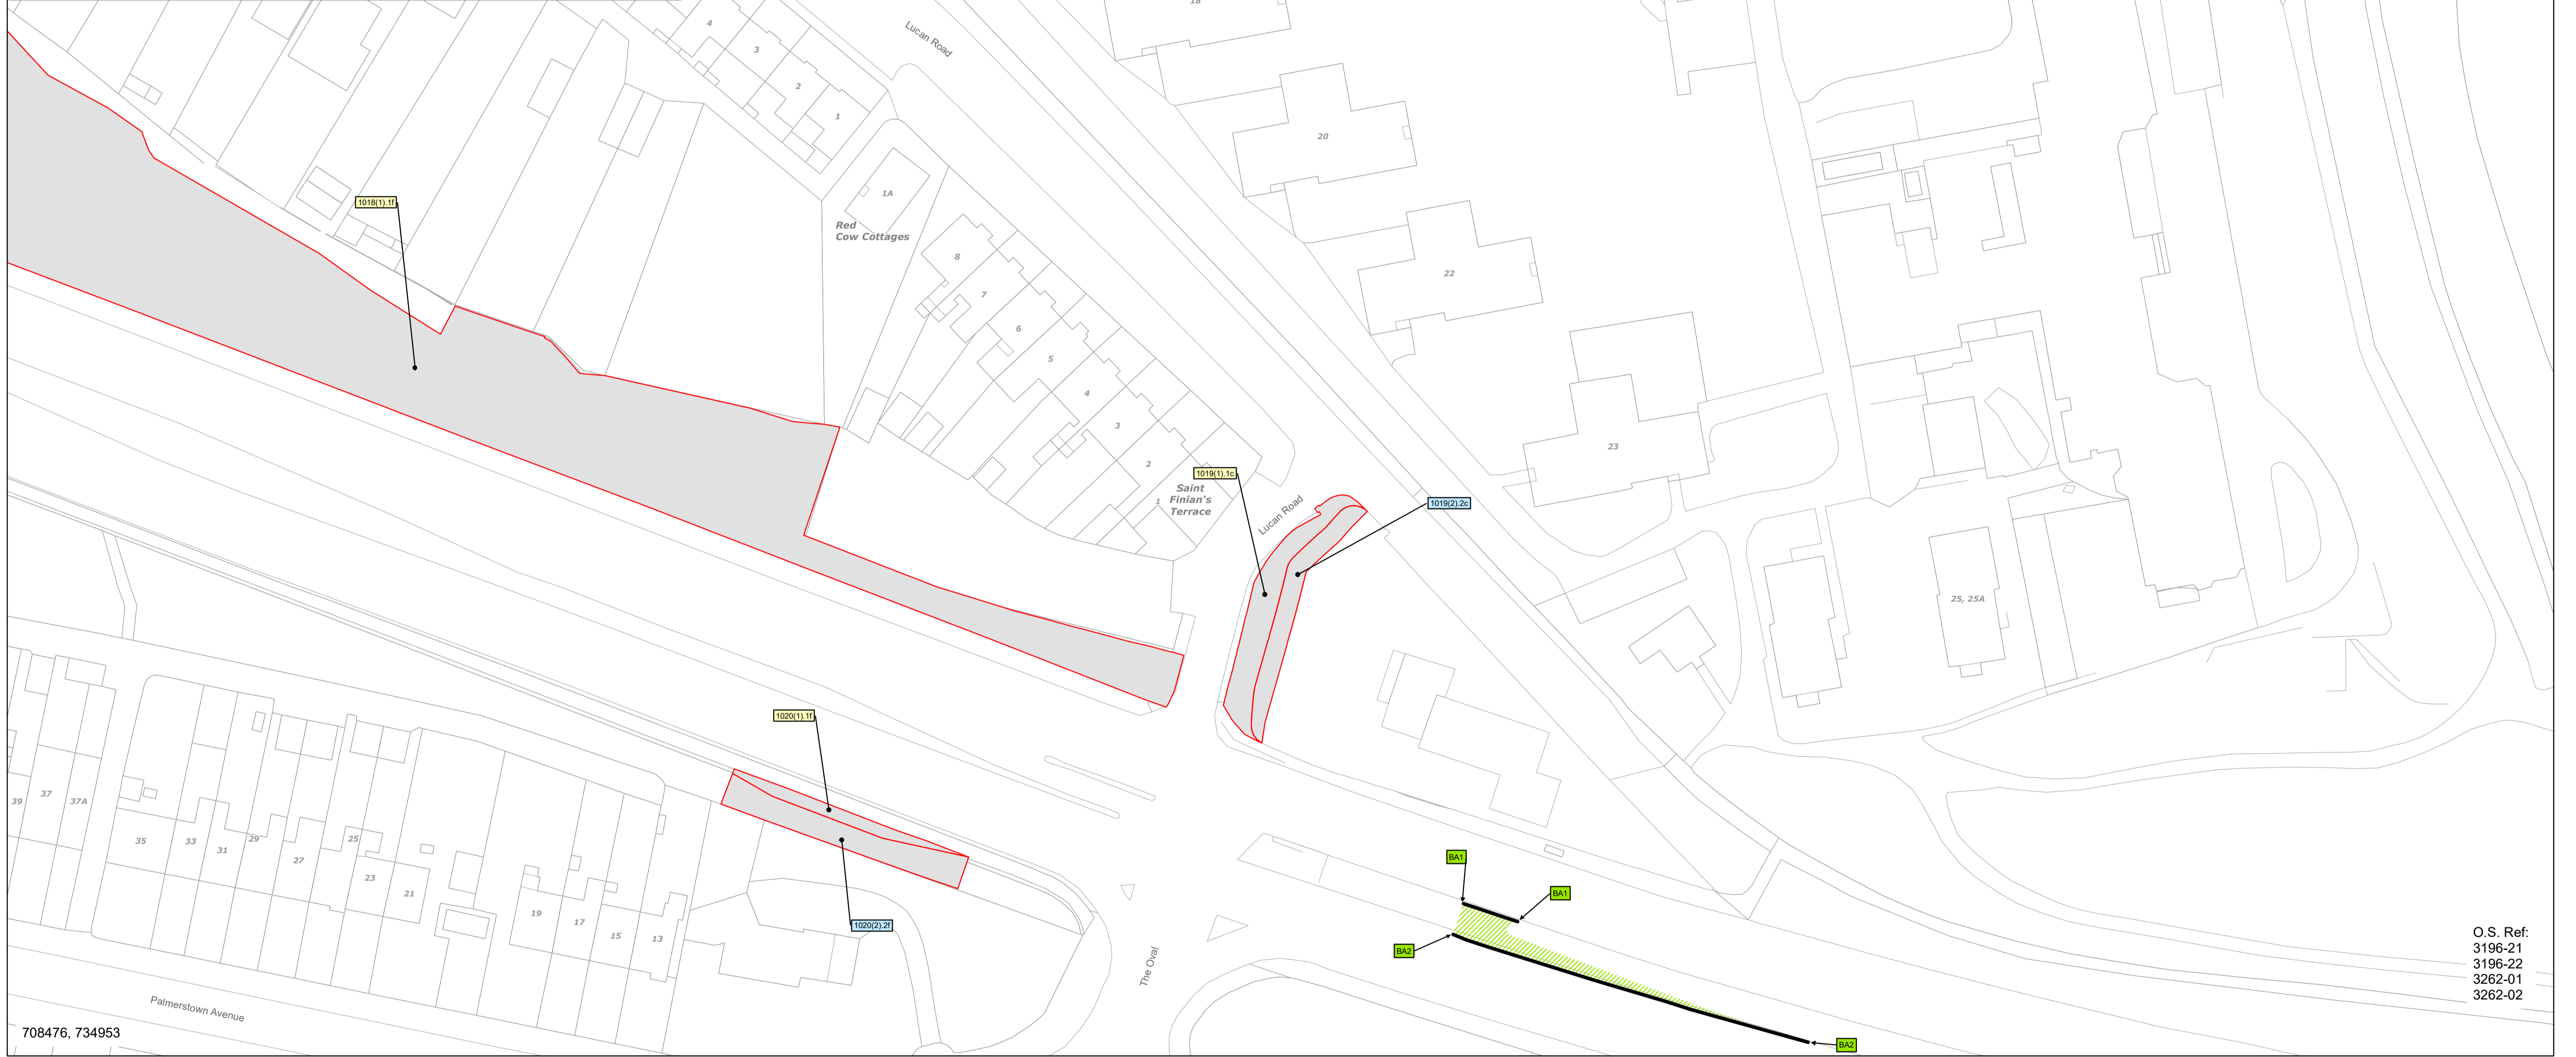 18
Lucan Road
4
3
2
1
20
1018(1).1f
1A
Red
Cow Cottages
8
22
7
6
5
4
3
2
1
Saint
Finian's
Terrace
23
1019(1).1c
Lucan Road
1019(2).2c
25, 25A
1020(1).1f
39
37
37A
35
33
31
29
27
25
23
21
19
17
15
13
1020(2).2f
BA1
BA1
BA2
BA2
The Oval
Palmerstown Avenue
708476, 734953
O.S. Ref:
3196-21
3196-22
3262-01
3262-02